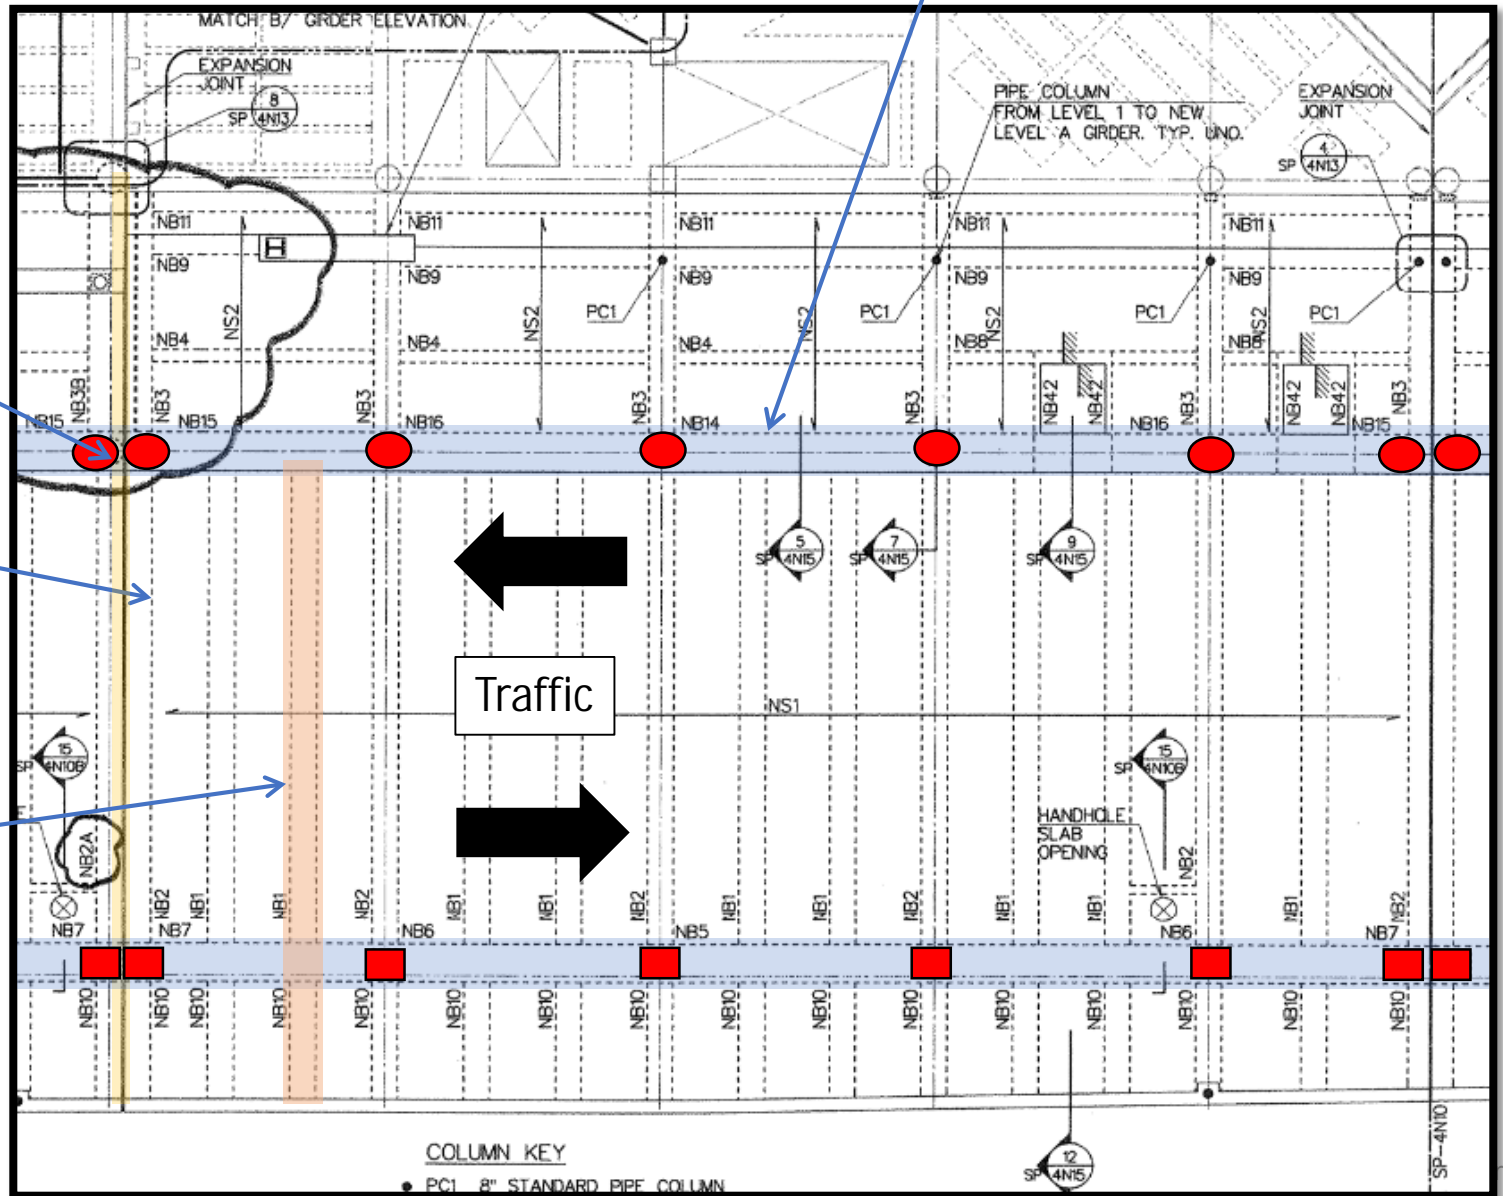 MATCH B/ GIRDER ELEVATION
EXPANSION
JOINT
8
SP 4N13
PIPE COLUMN
FROM LEVEL 1 TO NEW
LEVEL A GIRDER, TYP. UNO.
EXPANSION
JOINT
4
SP 4N13
NB11 NB11 NB11 NB11 NB11
H
NB9 NB9 NB9 NB9 NB9
NS2 NS2 NS2 NS2 NS2
PC1 PC1 PC1 PC1
NB4 NB4 NB4 NB8 NB8
NB3B NB3 NB3 NB3 NB3 NB42 NB42 NB3 NB42 NB42 NB3
NB15 NB15 NB16 NB14 NB16 NB15
5
SP 4N15
7
SP 4N15
9
SP 4N15
Traffic
NS1
15
SP 4N10B
15
SP 4N10B
HANDHOLE
SLAB
OPENING
NB2A NB2
NB2 NB1 NB1 NB2 NB1 NB1 NB2 NB1 NB1 NB2 NB1 NB1 NB1 NB2
NB7 NB7 NB6 NB5 NB6 NB7
NB10 NB10 NB10 NB10 NB10 NB10 NB10 NB10 NB10 NB10 NB10 NB10 NB10 NB10 NB10
SP-4N10
COLUMN KEY
12
SP 4N15
PC1 8" STANDARD PIPE COLUMN